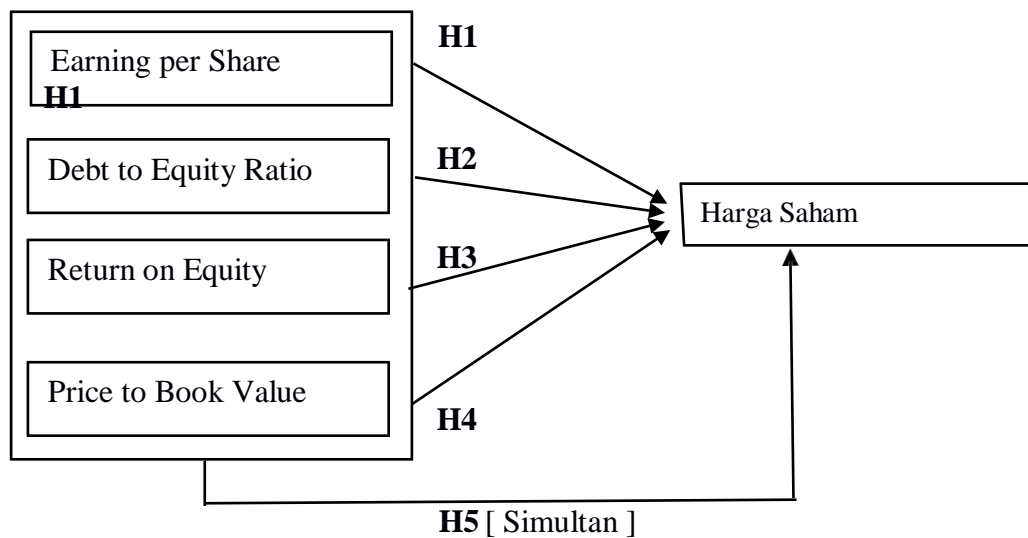 H1
Earning per Share
H1
H2
Debt to Equity Ratio
Harga Saham
H3
Return on Equity
Price to Book Value
H4
H5 [ Simultan ]